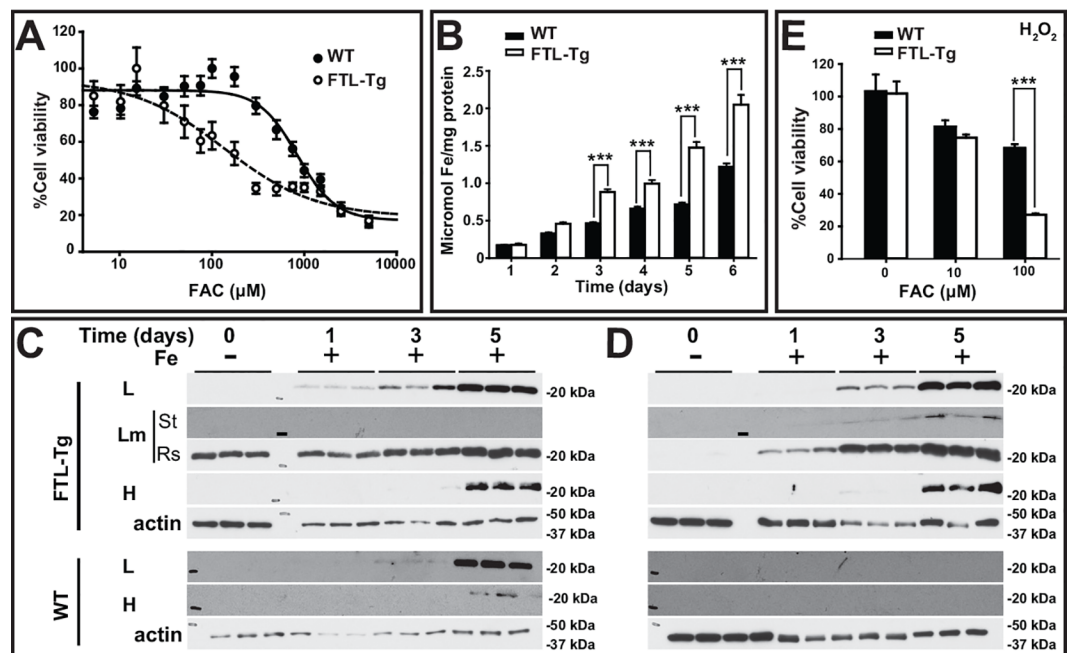 A
120
100
80
60
40
20
0
%Cell viability
10
100
1000
10000
FAC (µM)
WT
FTL-Tg
B
WT
FTL-Tg
2.5
2.0
1.5
1.0
0.5
0
Micromol Fe/mg protein
***
***
***
***
1 2 3 4 5 6
Time (days)
E
WT
FTL-Tg
H₂O₂
120
100
80
60
40
20
0
%Cell viability
***
0 10 100
FAC (µM)
C
Time (days) 0 1 3 5
Fe - + + +
FTL-Tg
L -20 kDa
Lm
St
Rs -20 kDa
H -20 kDa
actin -50 kDa
-37 kDa
WT
L -20 kDa
H -20 kDa
actin -50 kDa
-37 kDa
D
0 1 3 5
- + + +
-20 kDa
-20 kDa
-20 kDa
-50 kDa
-37 kDa
-20 kDa
-20 kDa
-50 kDa
-37 kDa